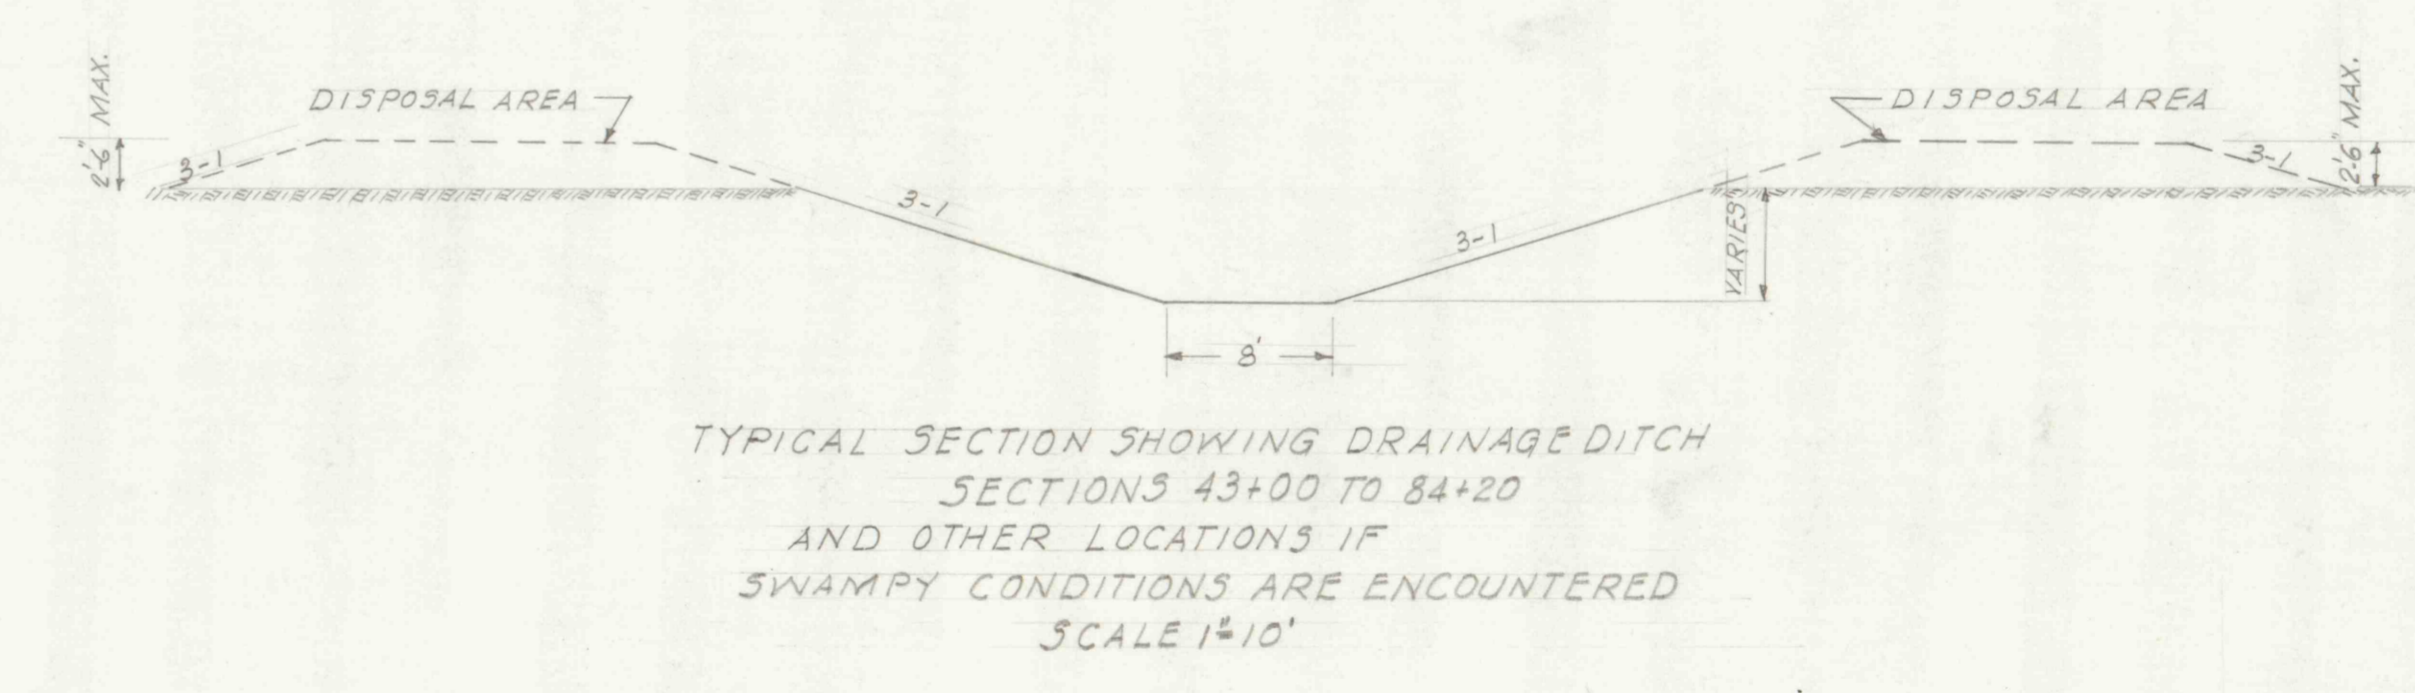 2'-6" MAX.
DISPOSAL AREA
DISPOSAL AREA
2'-6" MAX.
3-1
3-1
3-1
3-1
VARIES
8'
TYPICAL SECTION SHOWING DRAINAGE DITCH
SECTIONS 43+00 TO 84+20
AND OTHER LOCATIONS IF
SWAMPY CONDITIONS ARE ENCOUNTERED
SCALE 1"=10'